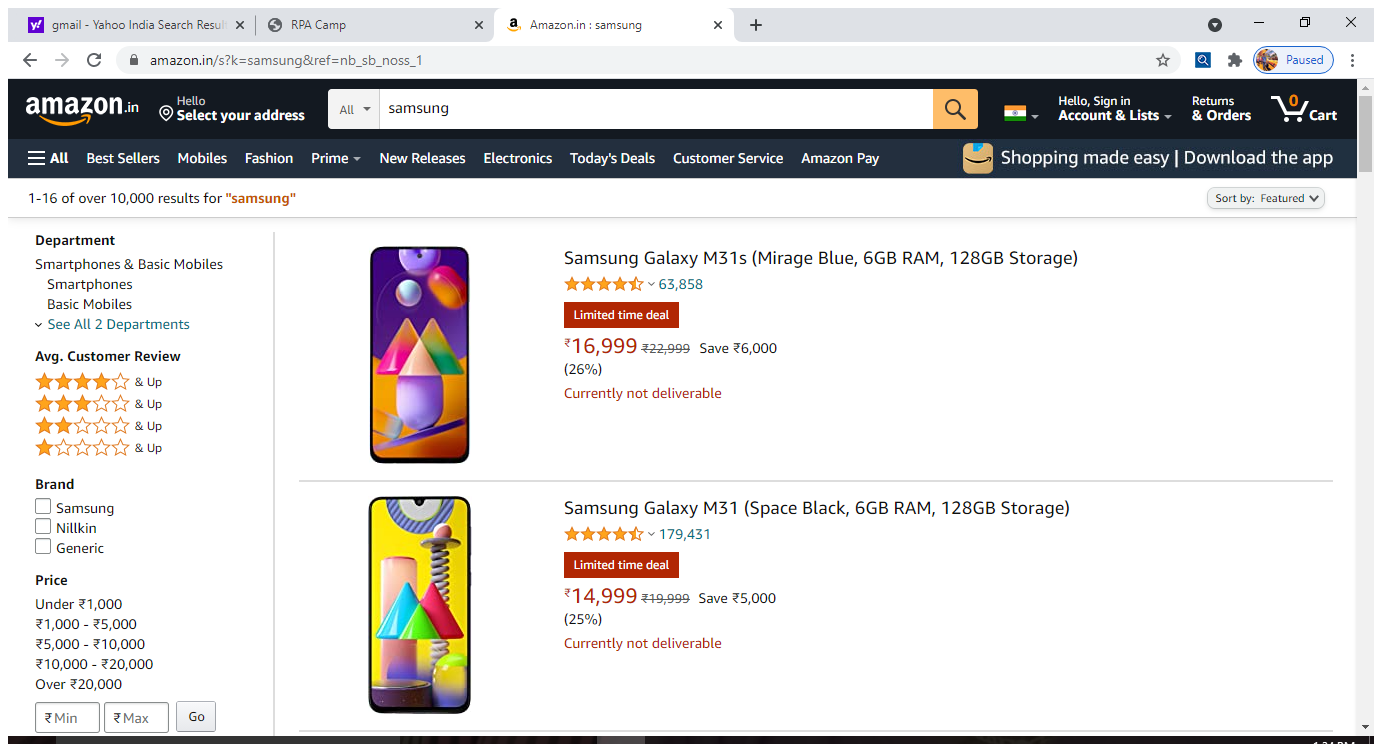 gmail - Yahoo India Search Resul
RPA Camp
Amazon.in : samsung
amazon.in/s?k=samsung&ref=nb_sb_noss_1
Paused
amazon.in
Hello
Select your address
All
samsung
Hello, Sign in
Account & Lists
Returns
& Orders
0
Cart
All
Best Sellers
Mobiles
Fashion
Prime
New Releases
Electronics
Today's Deals
Customer Service
Amazon Pay
Shopping made easy | Download the app
1-16 of over 10,000 results for "samsung"
Sort by: Featured
Department
Smartphones & Basic Mobiles
Smartphones
Basic Mobiles
See All 2 Departments
Avg. Customer Review
& Up
& Up
& Up
& Up
Brand
Samsung
Nillkin
Generic
Price
Under ₹1,000
₹1,000 - ₹5,000
₹5,000 - ₹10,000
₹10,000 - ₹20,000
Over ₹20,000
₹ Min
₹ Max
Go
Samsung Galaxy M31s (Mirage Blue, 6GB RAM, 128GB Storage)
63,858
Limited time deal
₹16,999 ₹22,999 Save ₹6,000
(26%)
Currently not deliverable
Samsung Galaxy M31 (Space Black, 6GB RAM, 128GB Storage)
179,431
Limited time deal
₹14,999 ₹19,999 Save ₹5,000
(25%)
Currently not deliverable